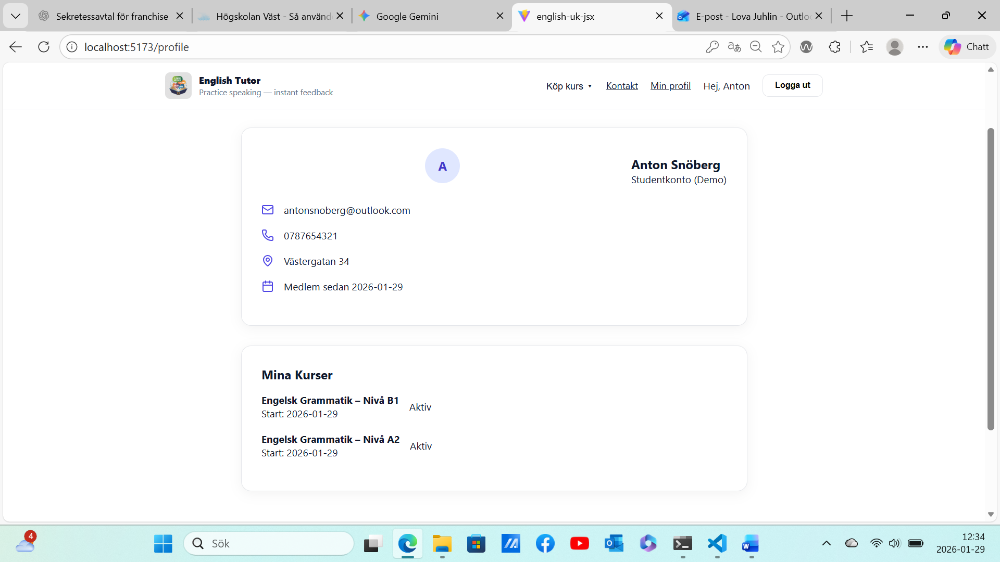 Sekretessavtal för franchise
Högskolan Väst - Så använd
Google Gemini
english-uk-jsx
E-post - Lova Juhlin - Outlo
localhost:5173/profile
Chatt
English Tutor
Practice speaking — instant feedback
Köp kurs
Kontakt
Min profil
Hej, Anton
Logga ut
A
Anton Snöberg
Studentkonto (Demo)
antonsnoberg@outlook.com
0787654321
Västergatan 34
Medlem sedan 2026-01-29
Mina Kurser
Engelsk Grammatik – Nivå B1
Start: 2026-01-29
Aktiv
Engelsk Grammatik – Nivå A2
Start: 2026-01-29
Aktiv
4
Sök
12:34
2026-01-29